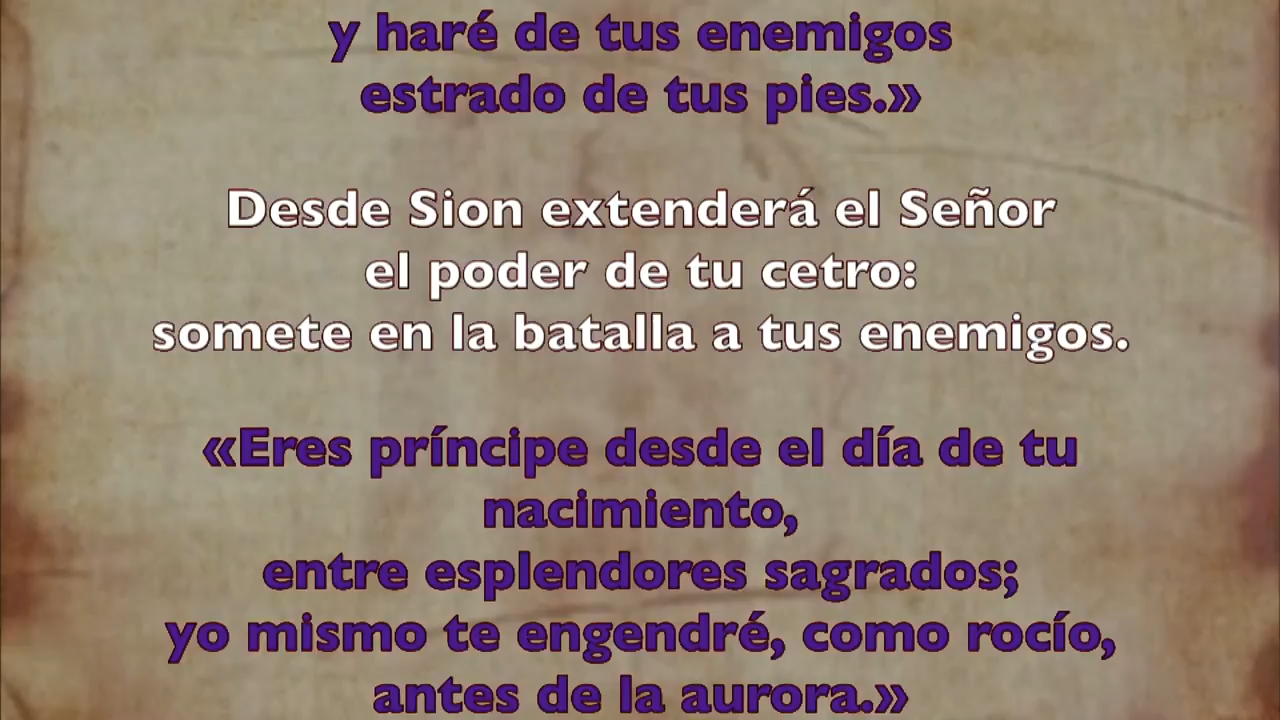 y haré de tus enemigos
estrado de tus pies.»
Desde Sion extenderá el Señor
el poder de tu cetro:
somete en la batalla a tus enemigos.
«Eres príncipe desde el día de tu
nacimiento,
entre esplendores sagrados;
yo mismo te engendré, como rocío,
antes de la aurora.»